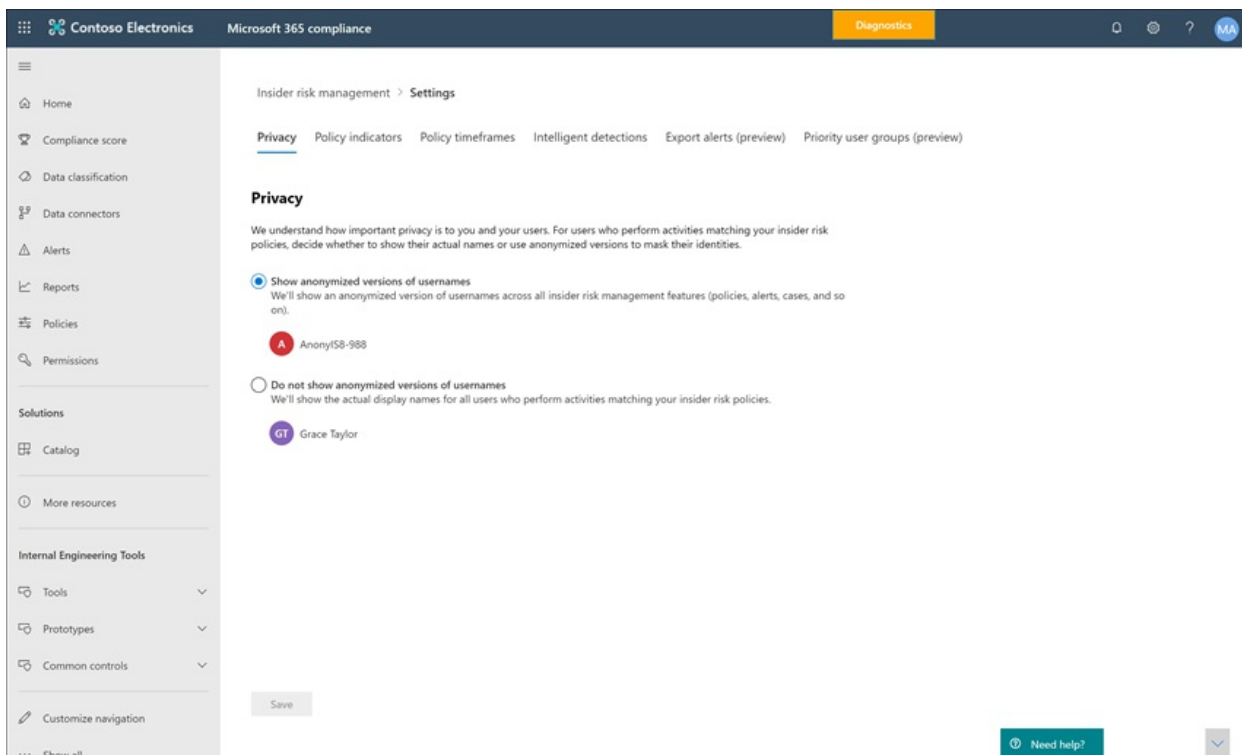 Contoso Electronics
Microsoft 365 compliance
Diagnostics
?
MA
Home
Compliance score
Data classification
Data connectors
Alerts
Reports
Policies
Permissions
Solutions
Catalog
More resources
Internal Engineering Tools
Tools
Prototypes
Common controls
Customize navigation
Show all
Insider risk management > Settings
Privacy Policy indicators Policy timeframes Intelligent detections Export alerts (preview) Priority user groups (preview)
Privacy
We understand how important privacy is to you and your users. For users who perform activities matching your insider risk
policies, decide whether to show their actual names or use anonymized versions to mask their identities.
Show anonymized versions of usernames
We'll show an anonymized version of usernames across all insider risk management features (policies, alerts, cases, and so
on).
A AnonyIS8-988
Do not show anonymized versions of usernames
We'll show the actual display names for all users who perform activities matching your insider risk policies.
GT Grace Taylor
Save
Need help?